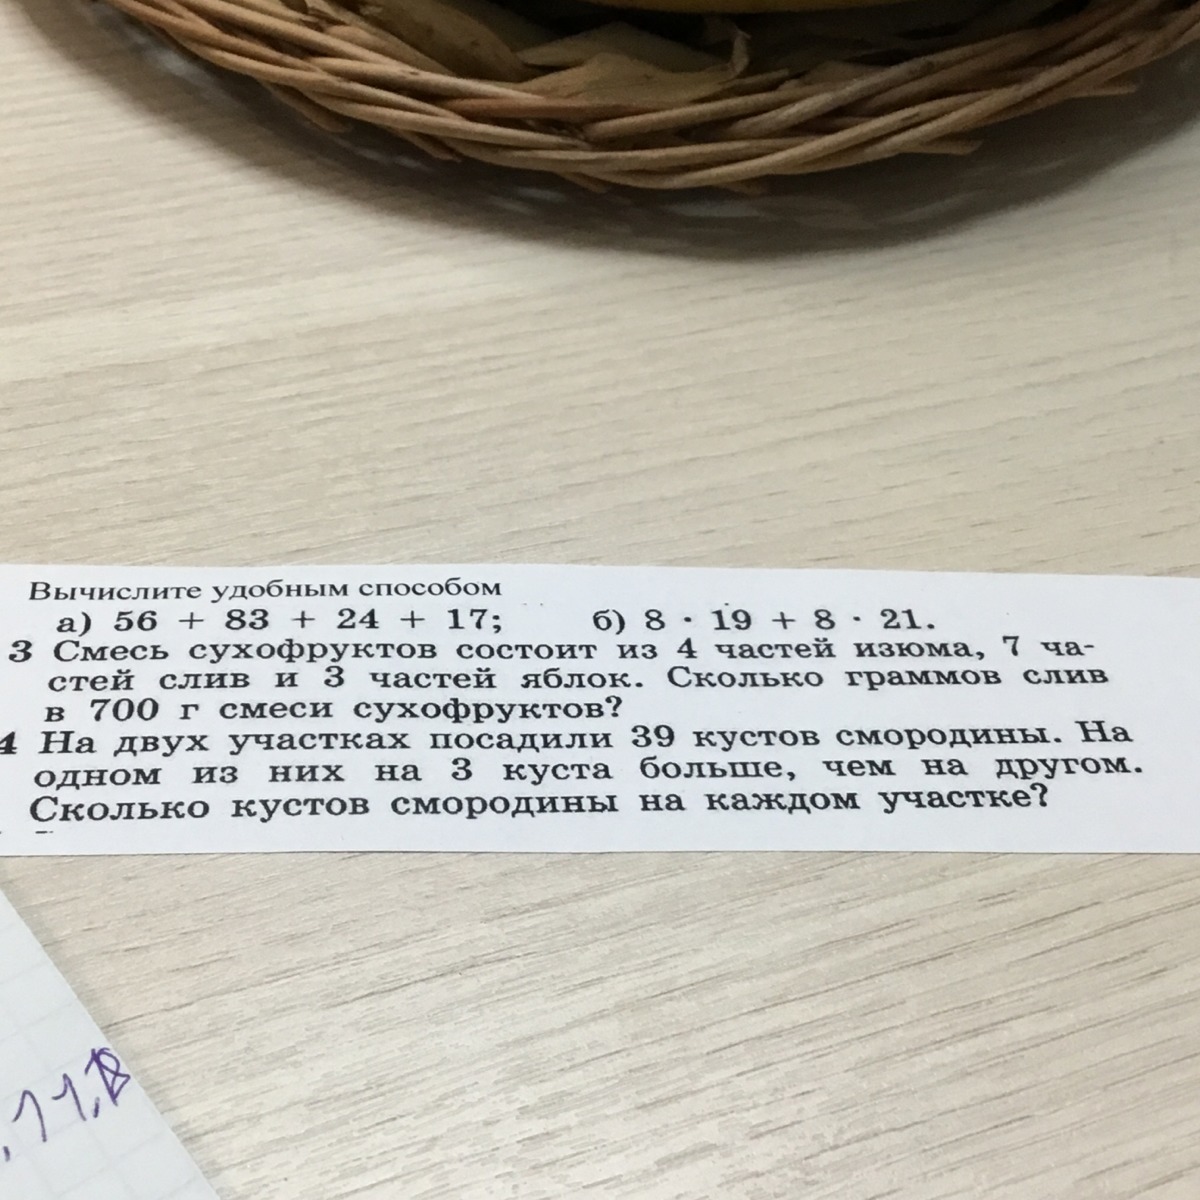 Вычислите удобным способом
а) 56 + 83 + 24 + 17; б) 8 · 19 + 8 · 21.
3 Смесь сухофруктов состоит из 4 частей изюма, 7 ча-
стей слив и 3 частей яблок. Сколько граммов слив
в 700 г смеси сухофруктов?
4 На двух участках посадили 39 кустов смородины. На
одном из них на 3 куста больше, чем на другом.
Сколько кустов смородины на каждом участке?